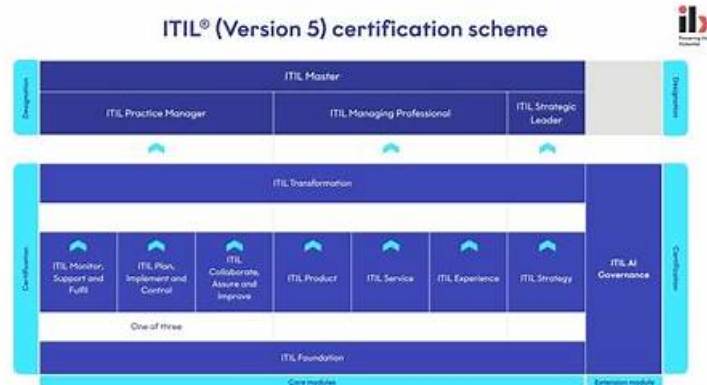 ITIL® (Version 5) certification scheme
ilx
Powering
Potential
Designation
ITIL Master
Designation
ITIL Practice Manager
ITIL Managing Professional
ITIL Strategic
Leader
Certification
ITIL Transformation
ITIL Monitor,
Support and
Fulfil
ITIL Plan,
Implement and
Control
ITIL
Collaborate,
Assure and
Improve
ITIL Product
ITIL Service
ITIL Experience
ITIL Strategy
ITIL AI
Governance
Certification
One of three
ITIL Foundation
Core modules
Extension module